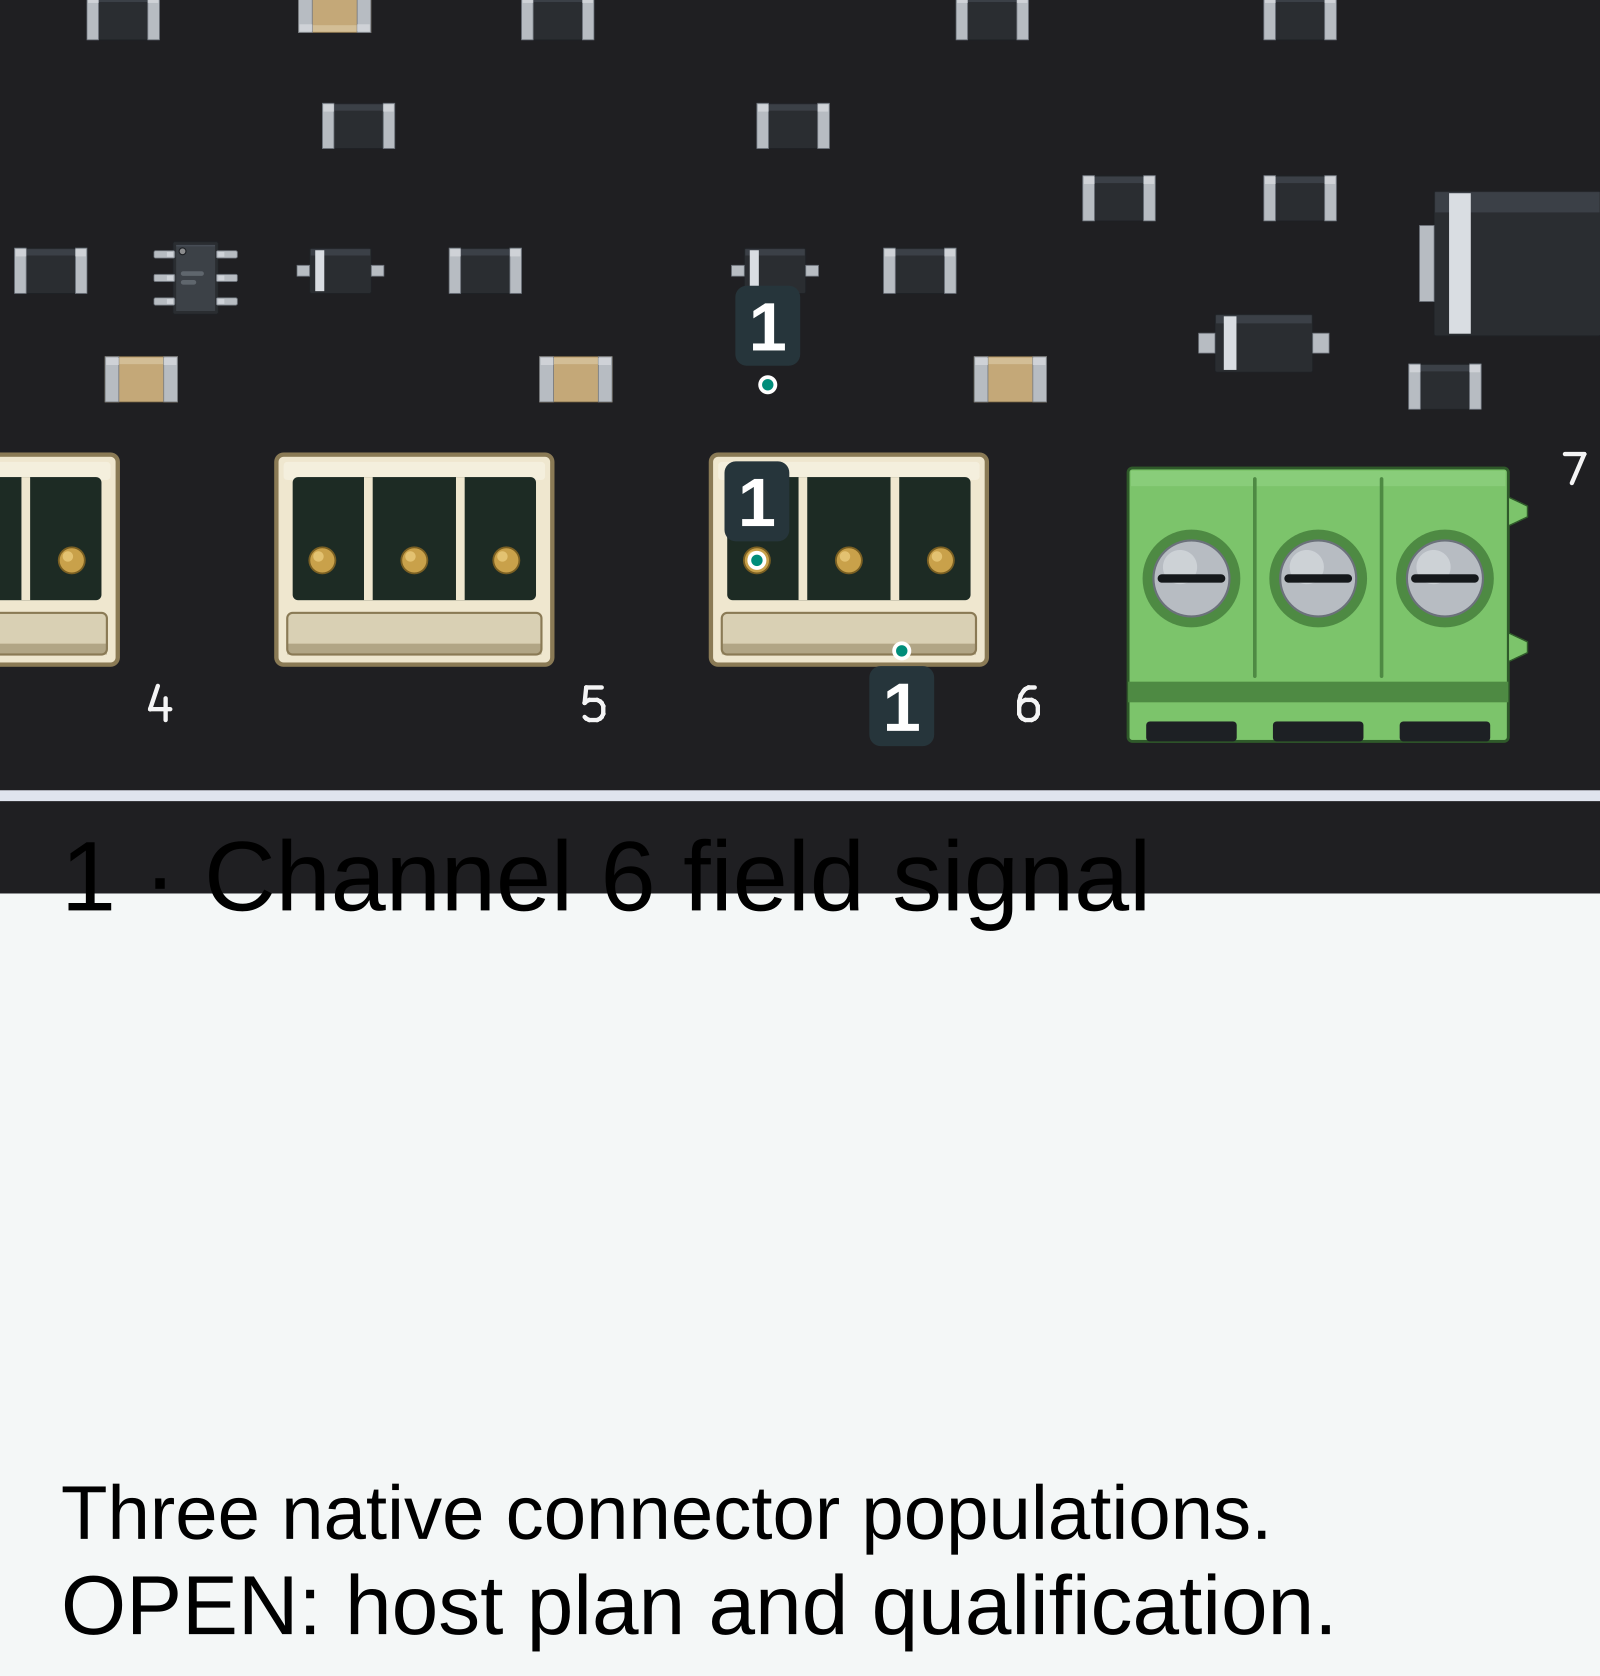 1
7
1
4
5
1
6
1 · Channel 6 field signal
Three native connector populations.
OPEN: host plan and qualification.